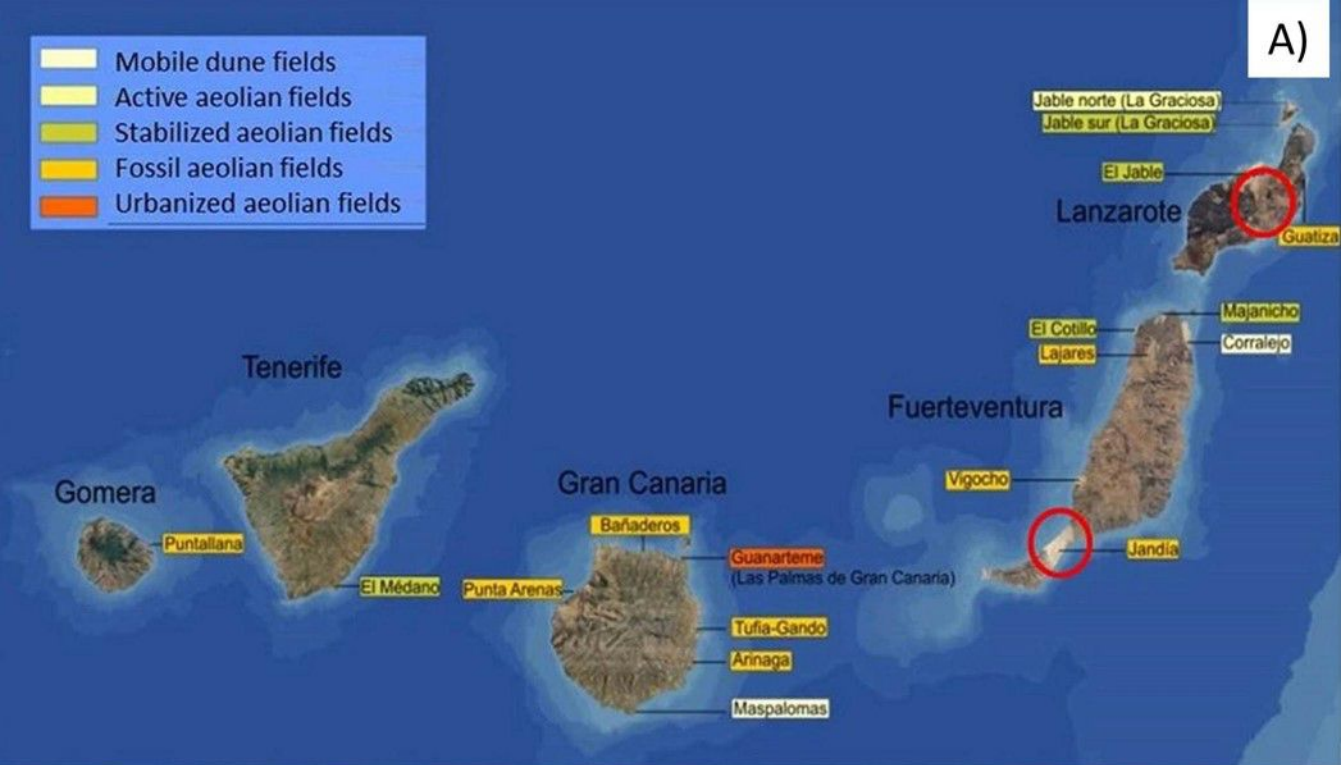 A)
Mobile dune fields
Active aeolian fields
Stabilized aeolian fields
Fossil aeolian fields
Urbanized aeolian fields
Jable norte (La Graciosa)
Jable sur (La Graciosa)
El Jable
Lanzarote
Guatiza
Majanicho
El Cotillo
Corralejo
Lajares
Fuerteventura
Vigocho
Jandía
Tenerife
Gomera
Puntallana
El Médano
Gran Canaria
Bañaderos
Guanarteme
(Las Palmas de Gran Canaria)
Punta Arenas
Tufia-Gando
Arinaga
Maspalomas